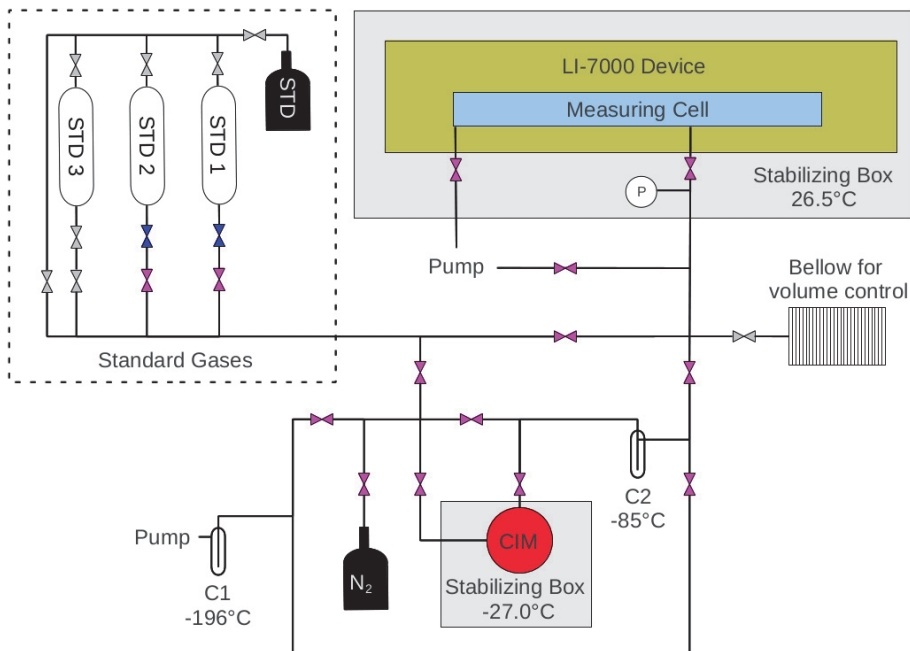 STD
STD 3
STD 2
STD 1
Standard Gases
LI-7000 Device
Measuring Cell
P
Stabilizing Box
26.5°C
Pump
Bellow for
volume control
C2
-85°C
Pump
C1
-196°C
N₂
CIM
Stabilizing Box
-27.0°C